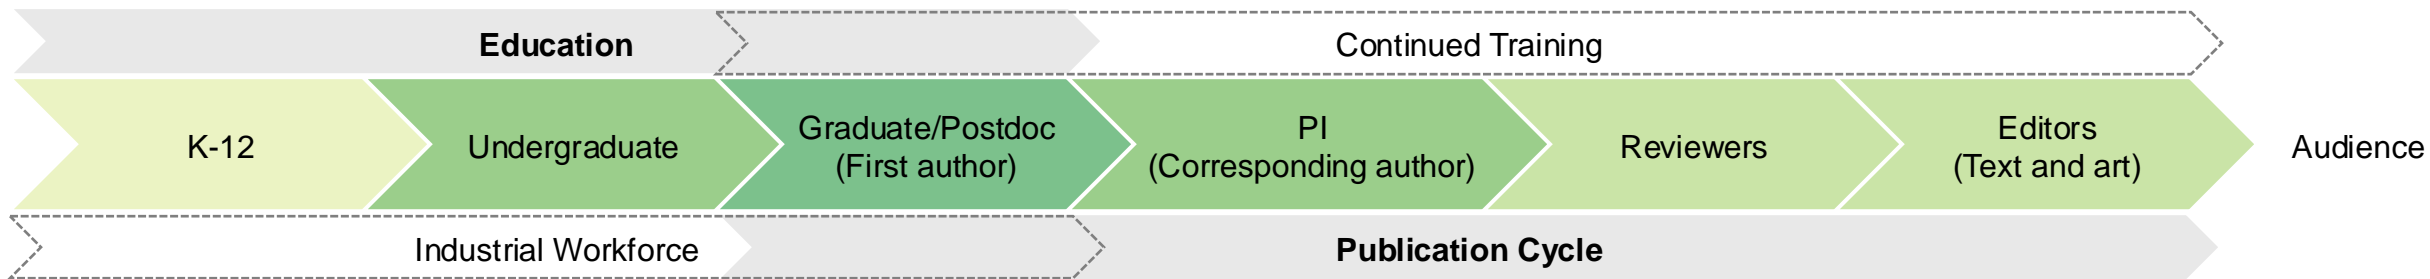 Education
Continued Training
K-12
Undergraduate
Graduate/Postdoc
(First author)
PI
(Corresponding author)
Reviewers
Editors
(Text and art)
Audience
Industrial Workforce
Publication Cycle